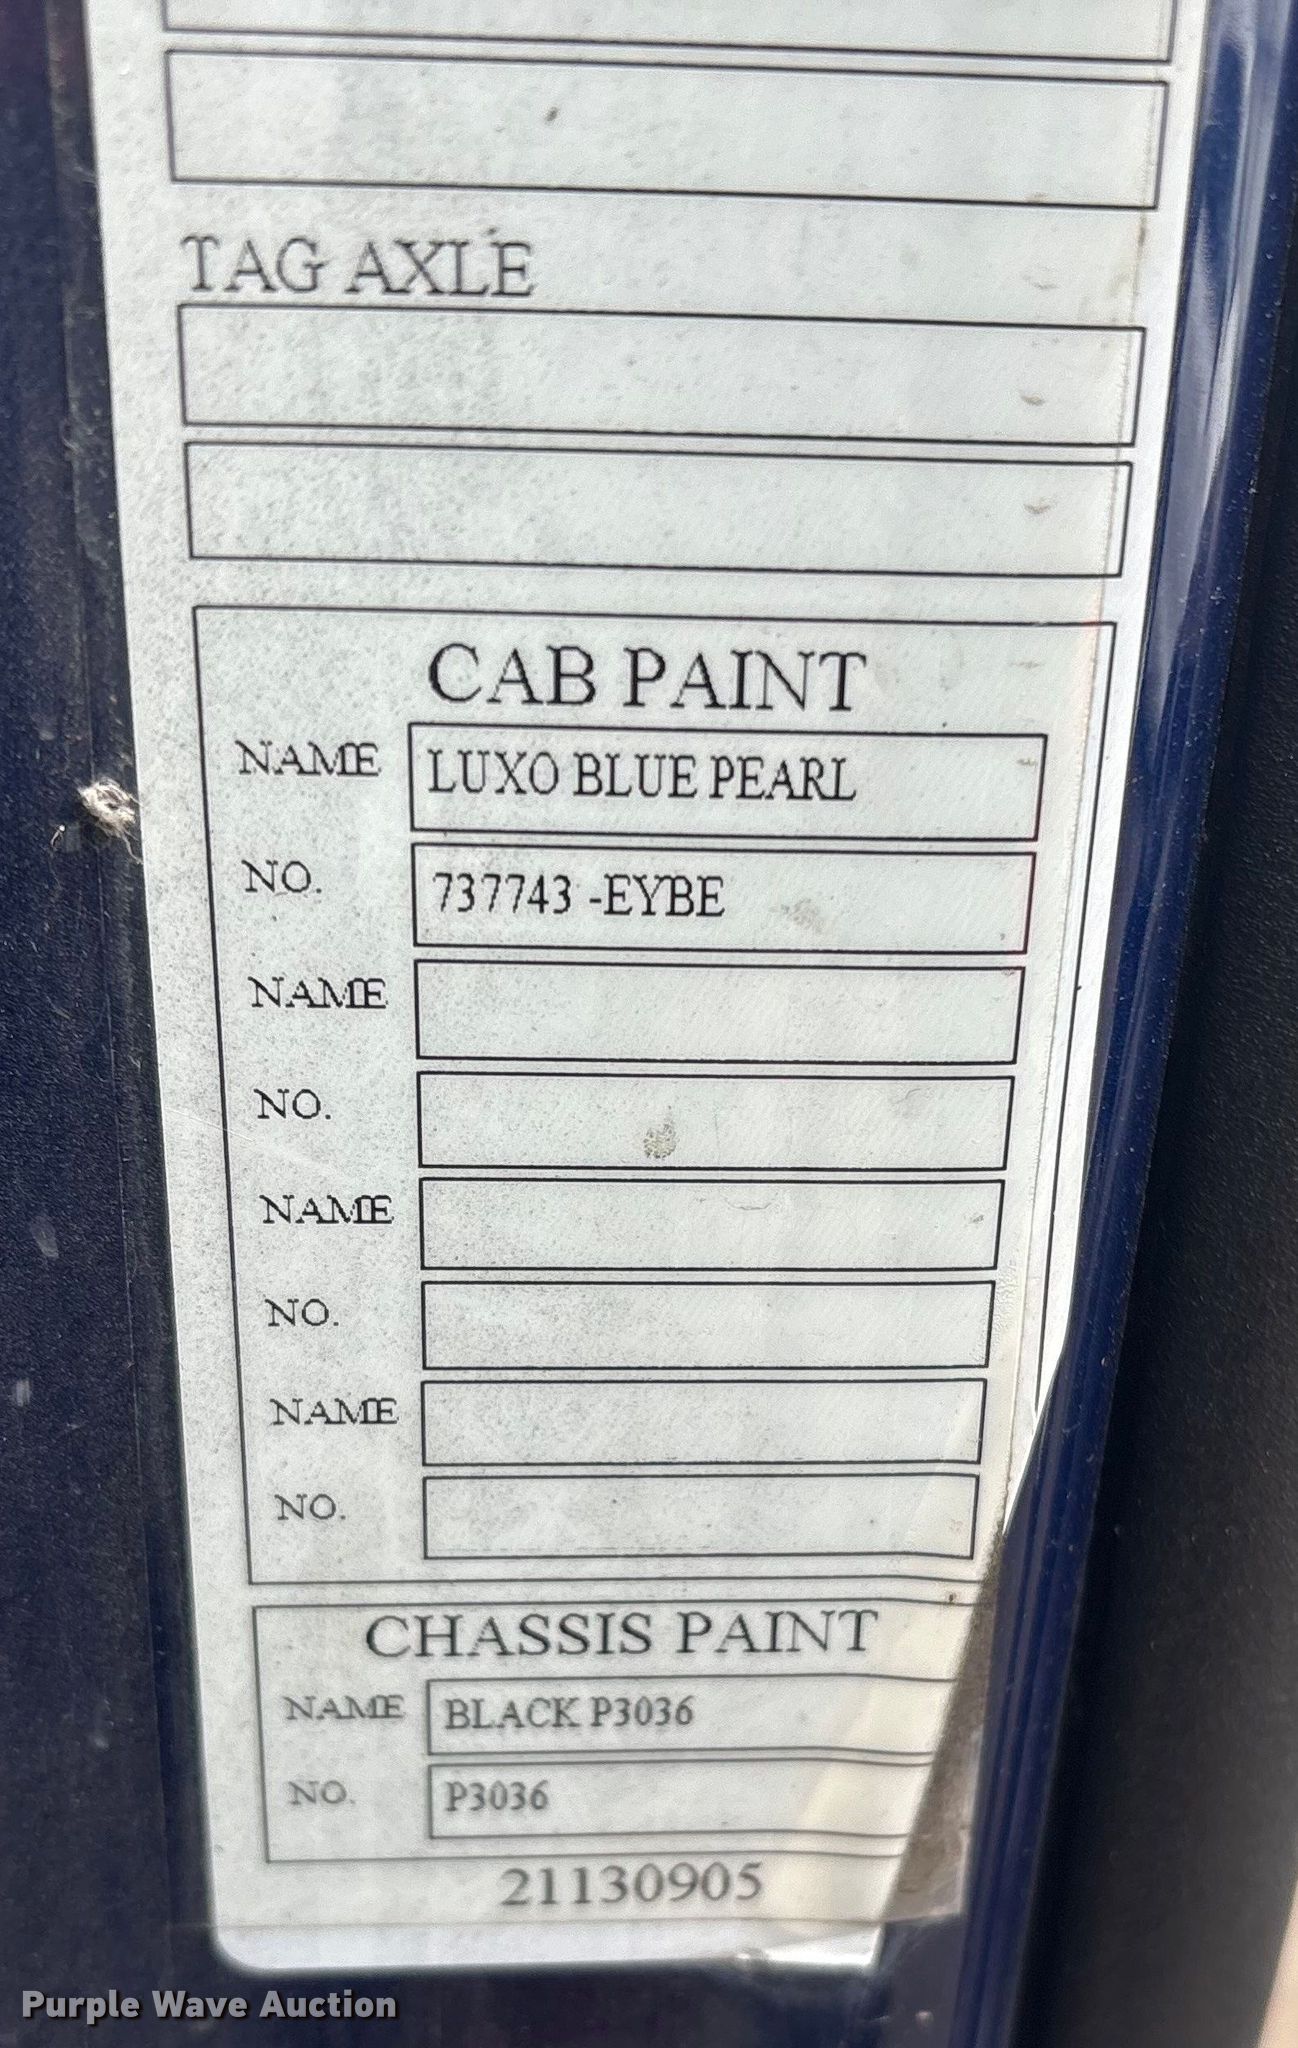 TAG AXLE
CAB PAINT
NAME LUXO BLUE PEARL
NO. 737743 -EYBE
NAME
NO.
NAME
NO.
NAME
NO.
CHASSIS PAINT
NAME BLACK P3036
NO. P3036
21130905
Purple Wave Auction